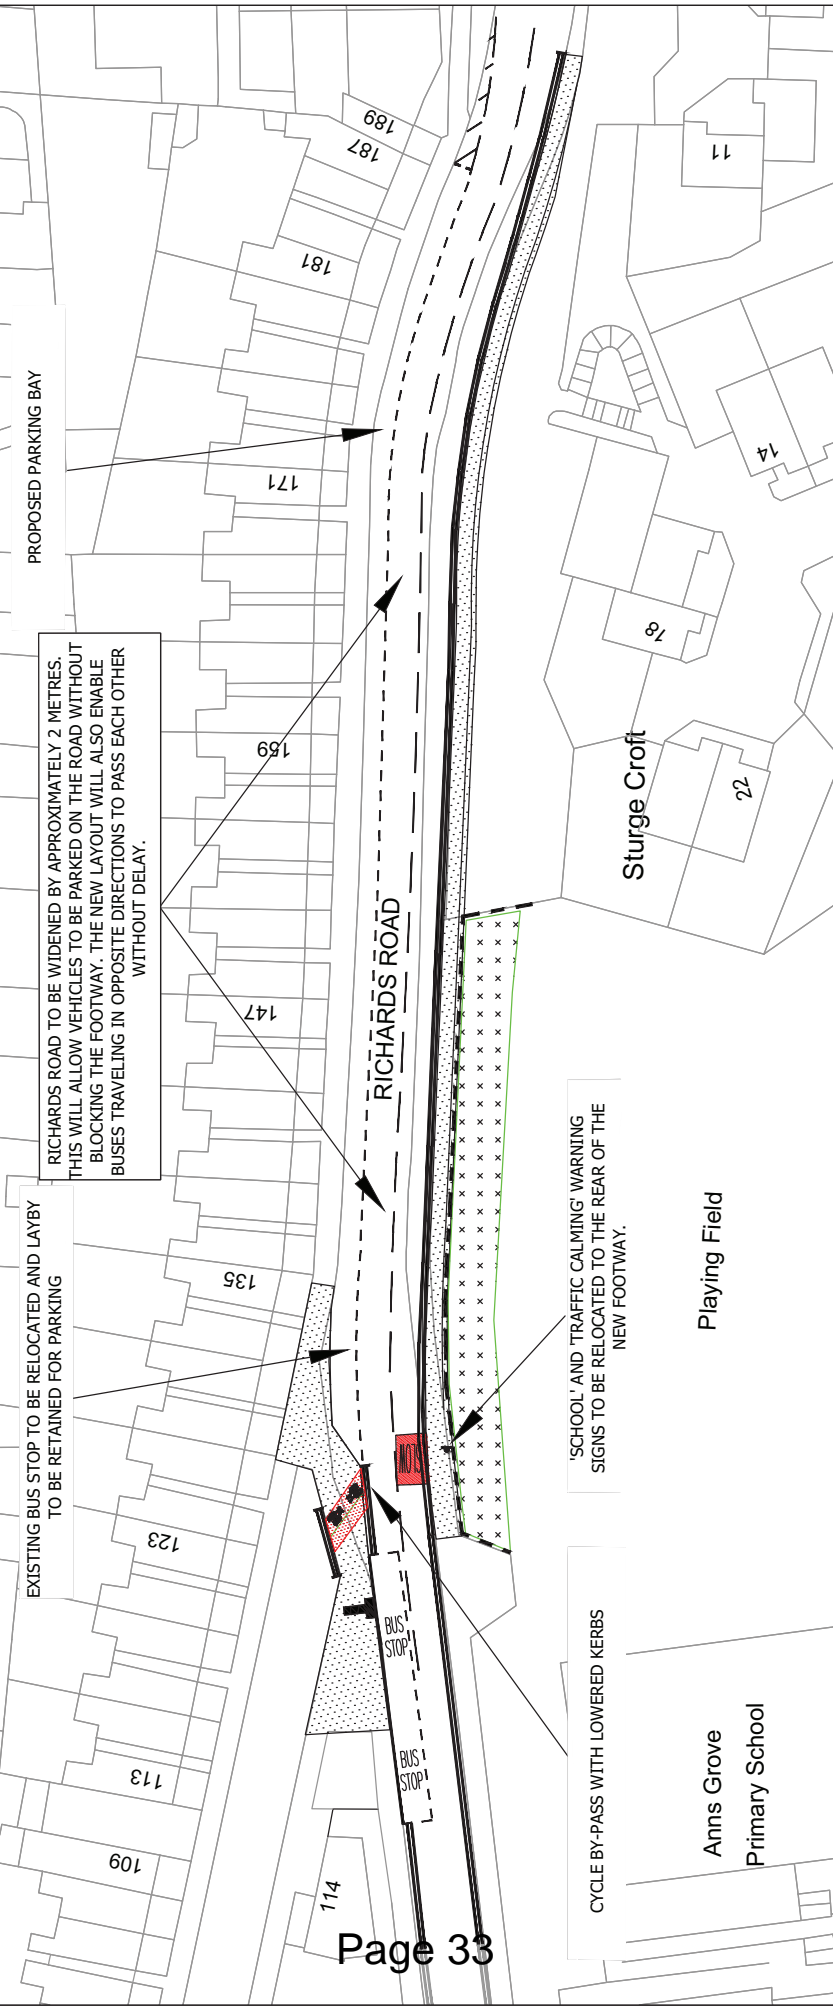 PROPOSED PARKING BAY
RICHARDS ROAD TO BE WIDENED BY APPROXIMATELY 2 METRES.
THIS WILL ALLOW VEHICLES TO BE PARKED ON THE ROAD WITHOUT
BLOCKING THE FOOTWAY. THE NEW LAYOUT WILL ALSO ENABLE
BUSES TRAVELING IN OPPOSITE DIRECTIONS TO PASS EACH OTHER
WITHOUT DELAY.
EXISTING BUS STOP TO BE RELOCATED AND LAYBY
TO BE RETAINED FOR PARKING
189
187
181
171
159
147
135
123
113
109
114
RICHARDS ROAD
SLOW
BUS
STOP
BUS
STOP
11
14
18
22
Sturge Croft
'SCHOOL' AND 'TRAFFIC CALMING' WARNING
SIGNS TO BE RELOCATED TO THE REAR OF THE
NEW FOOTWAY.
Playing Field
CYCLE BY-PASS WITH LOWERED KERBS
Anns Grove
Primary School
Page 33